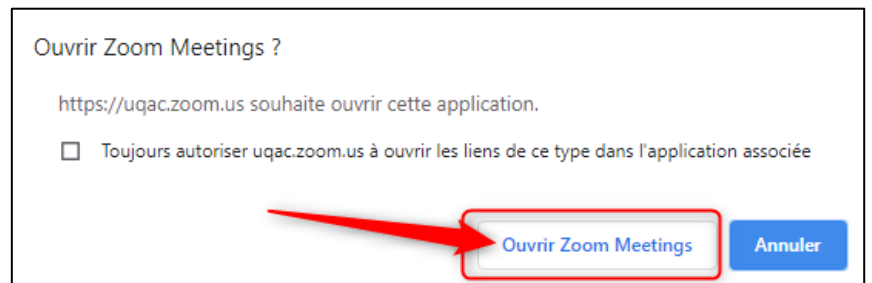 Ouvrir Zoom Meetings ?
https://uqac.zoom.us souhaite ouvrir cette application.
Toujours autoriser uqac.zoom.us à ouvrir les liens de ce type dans l'application associée
Ouvrir Zoom Meetings Annuler